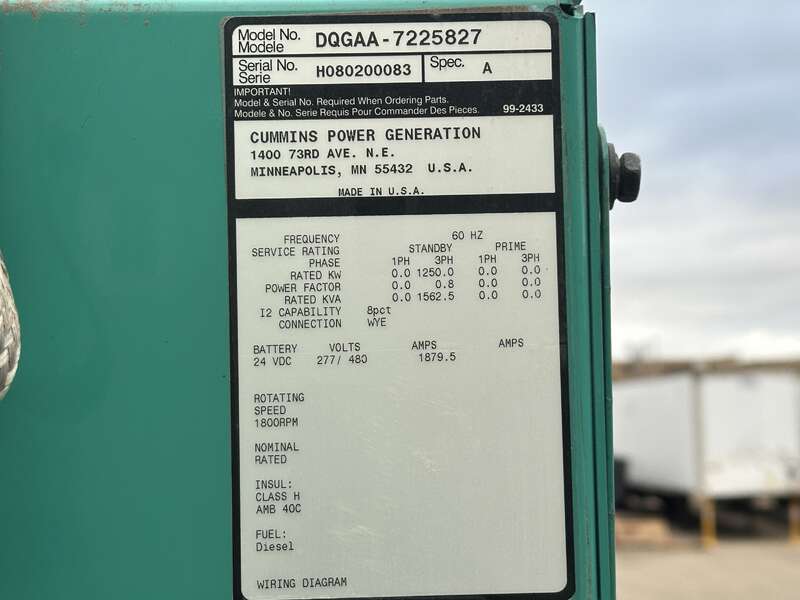 Model No. DQGAA-7225827
Modele
Serial No. H080200083 Spec. A
Serie
IMPORTANT!
Model & Serial No. Required When Ordering Parts.
Modele & No. Serie Requis Pour Commander Des Pieces. 99-2433
CUMMINS POWER GENERATION
1400 73RD AVE. N.E.
MINNEAPOLIS, MN 55432 U.S.A.
MADE IN U.S.A.
FREQUENCY 60 HZ
SERVICE RATING STANDBY PRIME
PHASE 1PH 3PH 1PH 3PH
RATED KW 0.0 1250.0 0.0 0.0
POWER FACTOR 0.0 0.8 0.0 0.0
RATED KVA 0.0 1562.5 0.0 0.0
I2 CAPABILITY 8pct
CONNECTION WYE
BATTERY VOLTS AMPS AMPS
24 VDC 277/ 480 1879.5
ROTATING
SPEED
1800RPM
NOMINAL
RATED
INSUL:
CLASS H
AMB 40C
FUEL:
Diesel
WIRING DIAGRAM